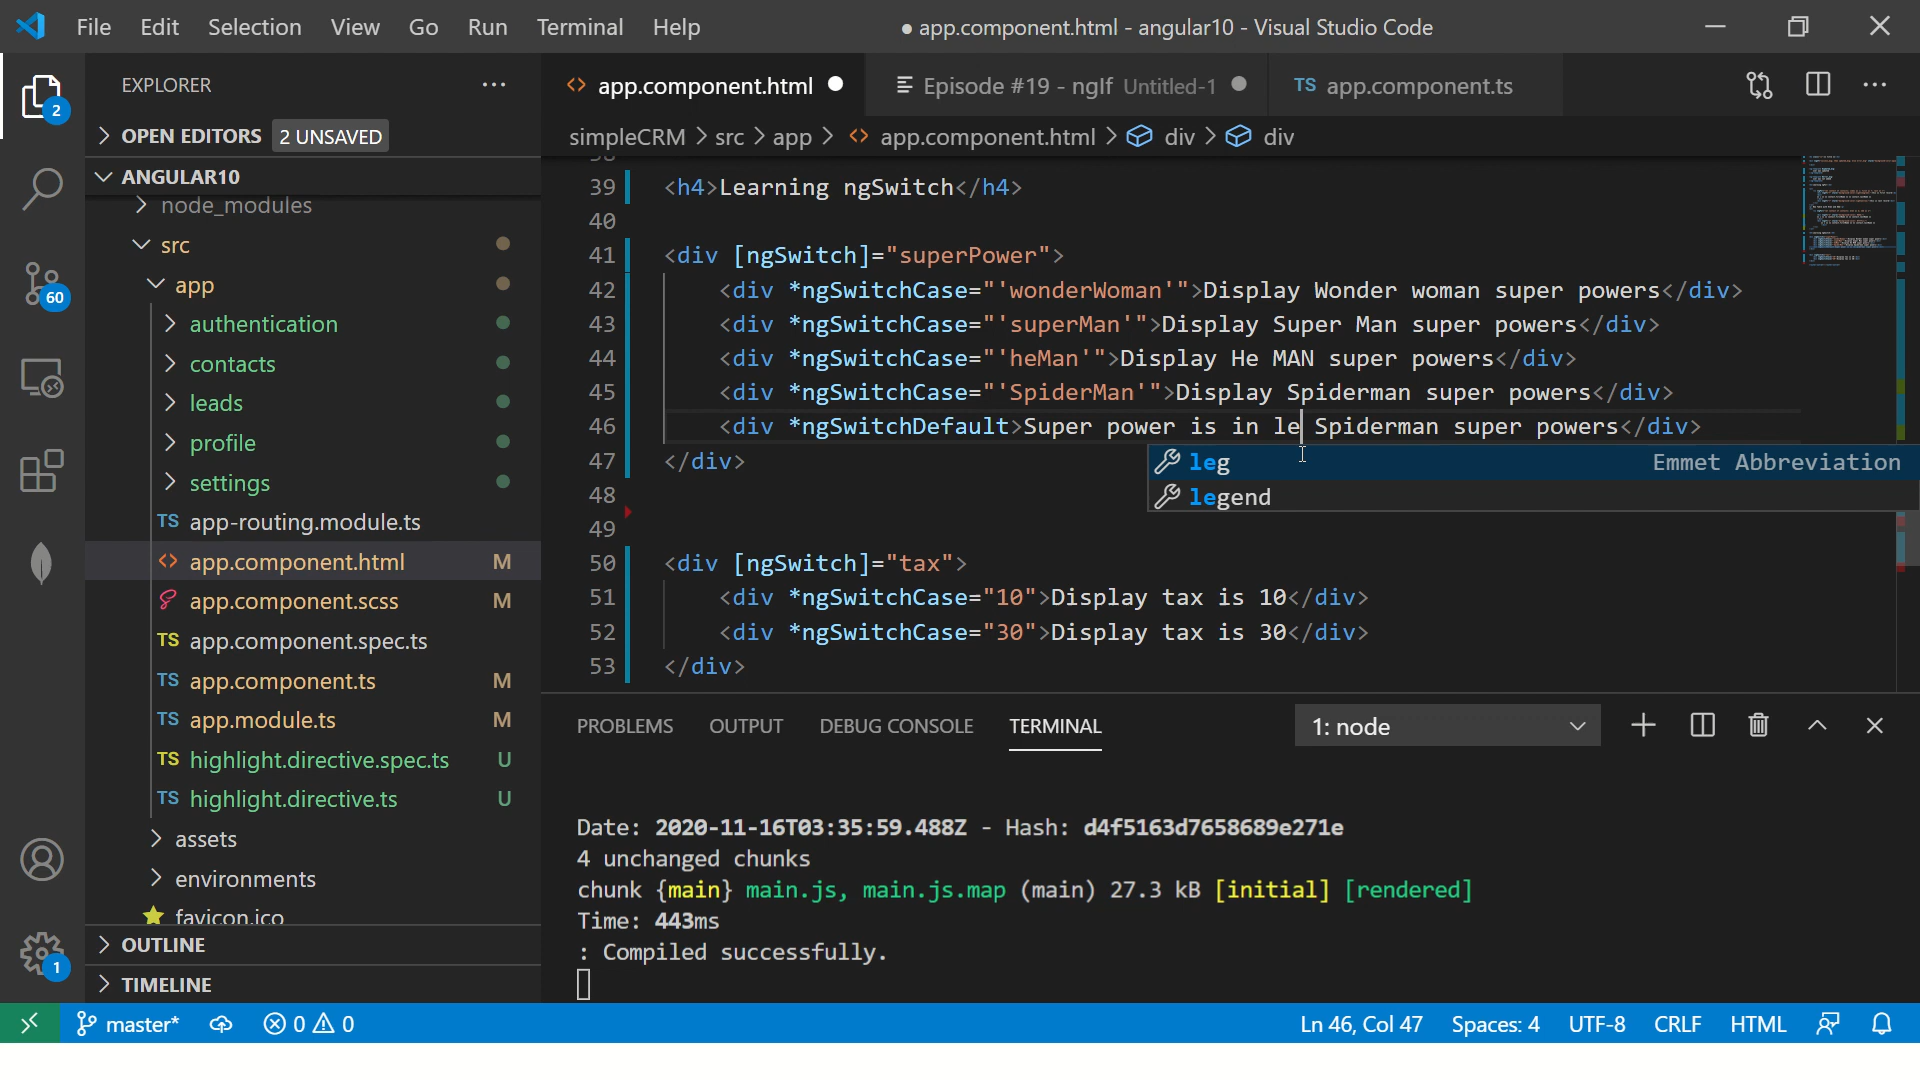 File Edit Selection View Go Run Terminal Help ● app.component.html - angular10 - Visual Studio Code
EXPLORER ···
2
OPEN EDITORS 2 UNSAVED
ANGULAR10
node_modules
src
app
60
authentication
contacts
leads
profile
settings
TS app-routing.module.ts
<> app.component.html M
app.component.scss M
TS app.component.spec.ts
TS app.component.ts M
TS app.module.ts M
TS highlight.directive.spec.ts U
TS highlight.directive.ts U
assets
environments
favicon.ico
OUTLINE
1
TIMELINE
<> app.component.html ● Episode #19 - ngIf Untitled-1 ● TS app.component.ts ···
simpleCRM > src > app > <> app.component.html > div > div
39 <h4>Learning ngSwitch</h4>
40
41 <div [ngSwitch]="superPower">
42 <div *ngSwitchCase="'wonderWoman'">Display Wonder woman super powers</div>
43 <div *ngSwitchCase="'superMan'">Display Super Man super powers</div>
44 <div *ngSwitchCase="'heMan'">Display He MAN super powers</div>
45 <div *ngSwitchCase="'SpiderMan'">Display Spiderman super powers</div>
46 <div *ngSwitchDefault>Super power is in le Spiderman super powers</div>
47 </div>
leg Emmet Abbreviation
48
legend
49
50 <div [ngSwitch]="tax">
51 <div *ngSwitchCase="10">Display tax is 10</div>
52 <div *ngSwitchCase="30">Display tax is 30</div>
53 </div>
PROBLEMS OUTPUT DEBUG CONSOLE TERMINAL 1: node
Date: 2020-11-16T03:35:59.488Z - Hash: d4f5163d7658689e271e
4 unchanged chunks
chunk {main} main.js, main.js.map (main) 27.3 kB [initial] [rendered]
Time: 443ms
: Compiled successfully.
master* 0 0 Ln 46, Col 47 Spaces: 4 UTF-8 CRLF HTML